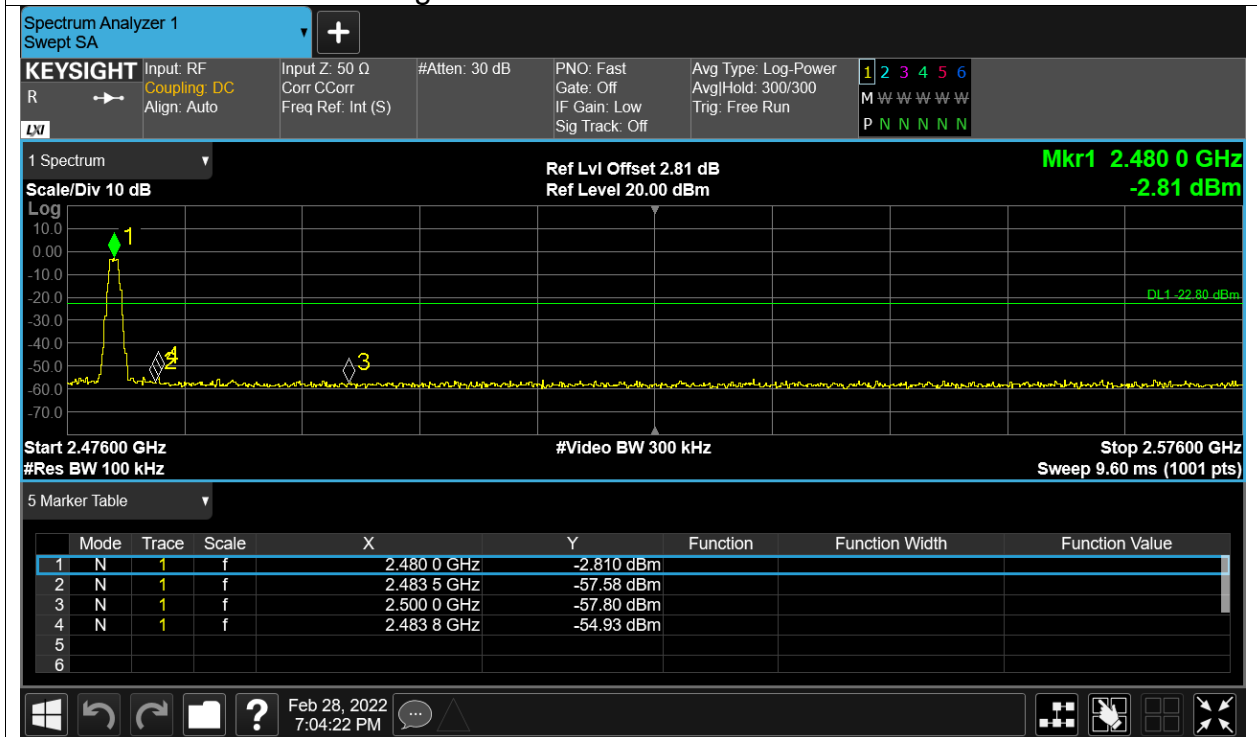 Spectrum Analyzer 1
Swept SA
+
KEYSIGHT
R
LXI
Input: RF
Coupling: DC
Align: Auto
Input Z: 50 Ω
Corr CCorr
Freq Ref: Int (S)
#Atten: 30 dB
PNO: Fast
Gate: Off
IF Gain: Low
Sig Track: Off
Avg Type: Log-Power
Avg|Hold: 300/300
Trig: Free Run
1 2 3 4 5 6
M W W W W W
P N N N N N
1 Spectrum
Scale/Div 10 dB
Ref Lvl Offset 2.81 dB
Ref Level 20.00 dBm
Mkr1 2.480 0 GHz
-2.81 dBm
Log
10.0
0.00
-10.0
-20.0
-30.0
-40.0
-50.0
-60.0
-70.0
1
DL1 -22.80 dBm
4
2
3
Start 2.47600 GHz
#Res BW 100 kHz
#Video BW 300 kHz
Stop 2.57600 GHz
Sweep 9.60 ms (1001 pts)
5 Marker Table
Mode Trace Scale X Y Function Function Width Function Value
1 N 1 f 2.480 0 GHz -2.810 dBm
2 N 1 f 2.483 5 GHz -57.58 dBm
3 N 1 f 2.500 0 GHz -57.80 dBm
4 N 1 f 2.483 8 GHz -54.93 dBm
5
6
?
Feb 28, 2022
7:04:22 PM